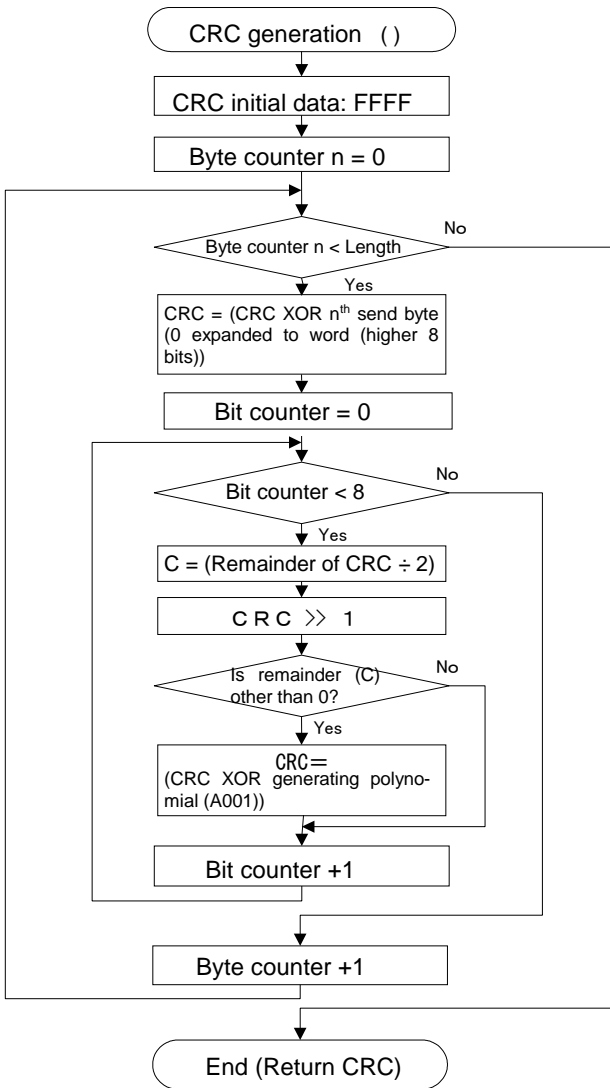 CRC generation ( )
CRC initial data: FFFF
Byte counter n = 0
Byte counter n < Length
No
Yes
CRC = (CRC XOR nth send byte
(0 expanded to word (higher 8
bits))
Bit counter = 0
Bit counter < 8
No
Yes
C = (Remainder of CRC ÷ 2)
CRC >> 1
Is remainder (C)
other than 0?
No
Yes
CRC=
(CRC XOR generating polyno-
mial (A001))
Bit counter +1
Byte counter +1
End (Return CRC)